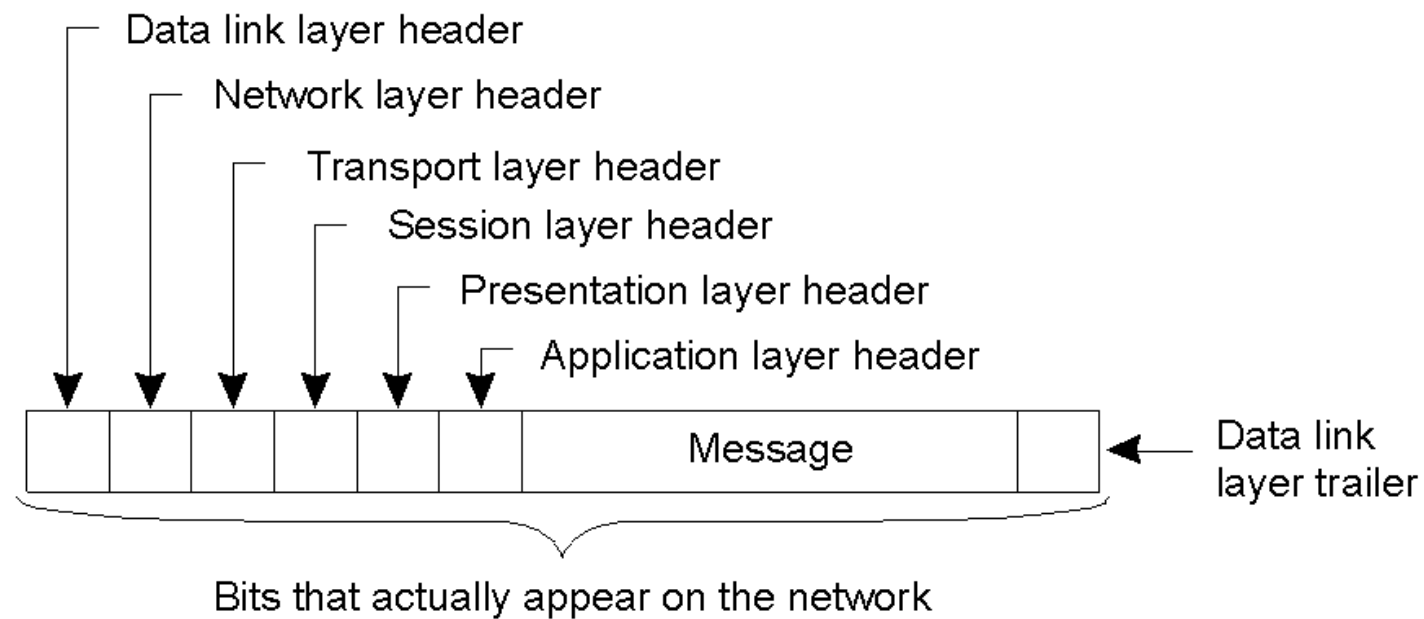 Data link layer header
Network layer header
Transport layer header
Session layer header
Presentation layer header
Application layer header
Message
Data link
layer trailer
Bits that actually appear on the network